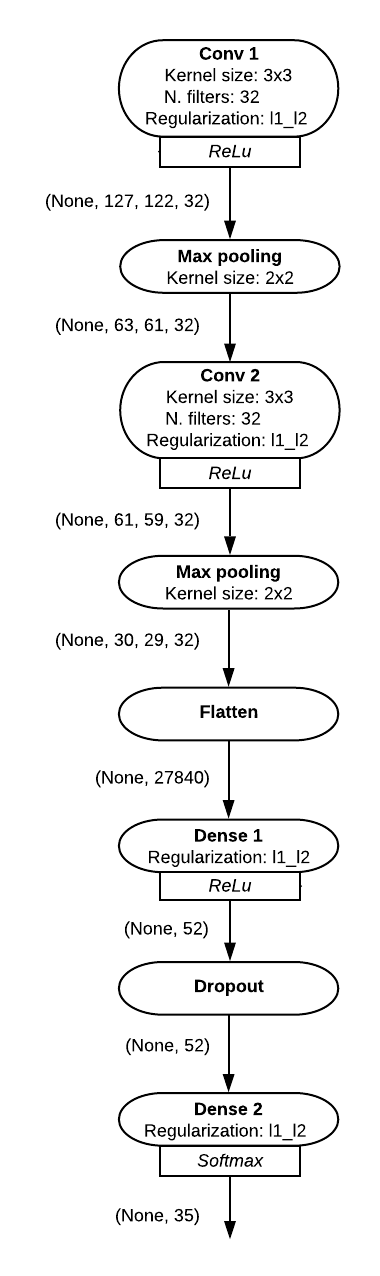 Conv 1
Kernel size: 3x3
N. filters: 32
Regularization: l1_l2
ReLu
(None, 127, 122, 32)
Max pooling
Kernel size: 2x2
(None, 63, 61, 32)
Conv 2
Kernel size: 3x3
N. filters: 32
Regularization: l1_l2
ReLu
(None, 61, 59, 32)
Max pooling
Kernel size: 2x2
(None, 30, 29, 32)
Flatten
(None, 27840)
Dense 1
Regularization: l1_l2
ReLu
(None, 52)
Dropout
(None, 52)
Dense 2
Regularization: l1_l2
Softmax
(None, 35)